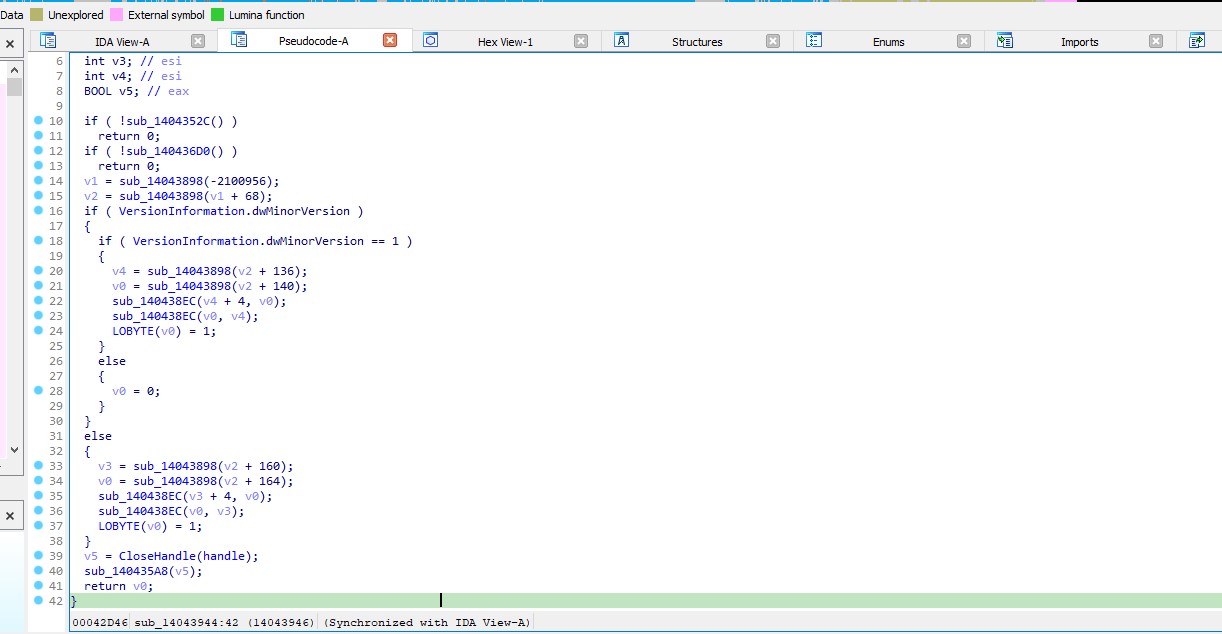 Data Unexplored External symbol Lumina function
IDA View-A Pseudocode-A Hex View-1 Structures Enums Imports
6 int v3; // esi
7 int v4; // esi
8 BOOL v5; // eax
9
10 if ( !sub_1404352C() )
11 return 0;
12 if ( !sub_140436D0() )
13 return 0;
14 v1 = sub_14043898(-2100956);
15 v2 = sub_14043898(v1 + 68);
16 if ( VersionInformation.dwMinorVersion )
17 {
18 if ( VersionInformation.dwMinorVersion == 1 )
19 {
20 v4 = sub_14043898(v2 + 136);
21 v0 = sub_14043898(v2 + 140);
22 sub_140438EC(v4 + 4, v0);
23 sub_140438EC(v0, v4);
24 LOBYTE(v0) = 1;
25 }
26 else
27 {
28 v0 = 0;
29 }
30 }
31 else
32 {
33 v3 = sub_14043898(v2 + 160);
34 v0 = sub_14043898(v2 + 164);
35 sub_140438EC(v3 + 4, v0);
36 sub_140438EC(v0, v3);
37 LOBYTE(v0) = 1;
38 }
39 v5 = CloseHandle(handle);
40 sub_140435A8(v5);
41 return v0;
42 }
00042D46 sub_14043944:42 (14043946) (Synchronized with IDA View-A)